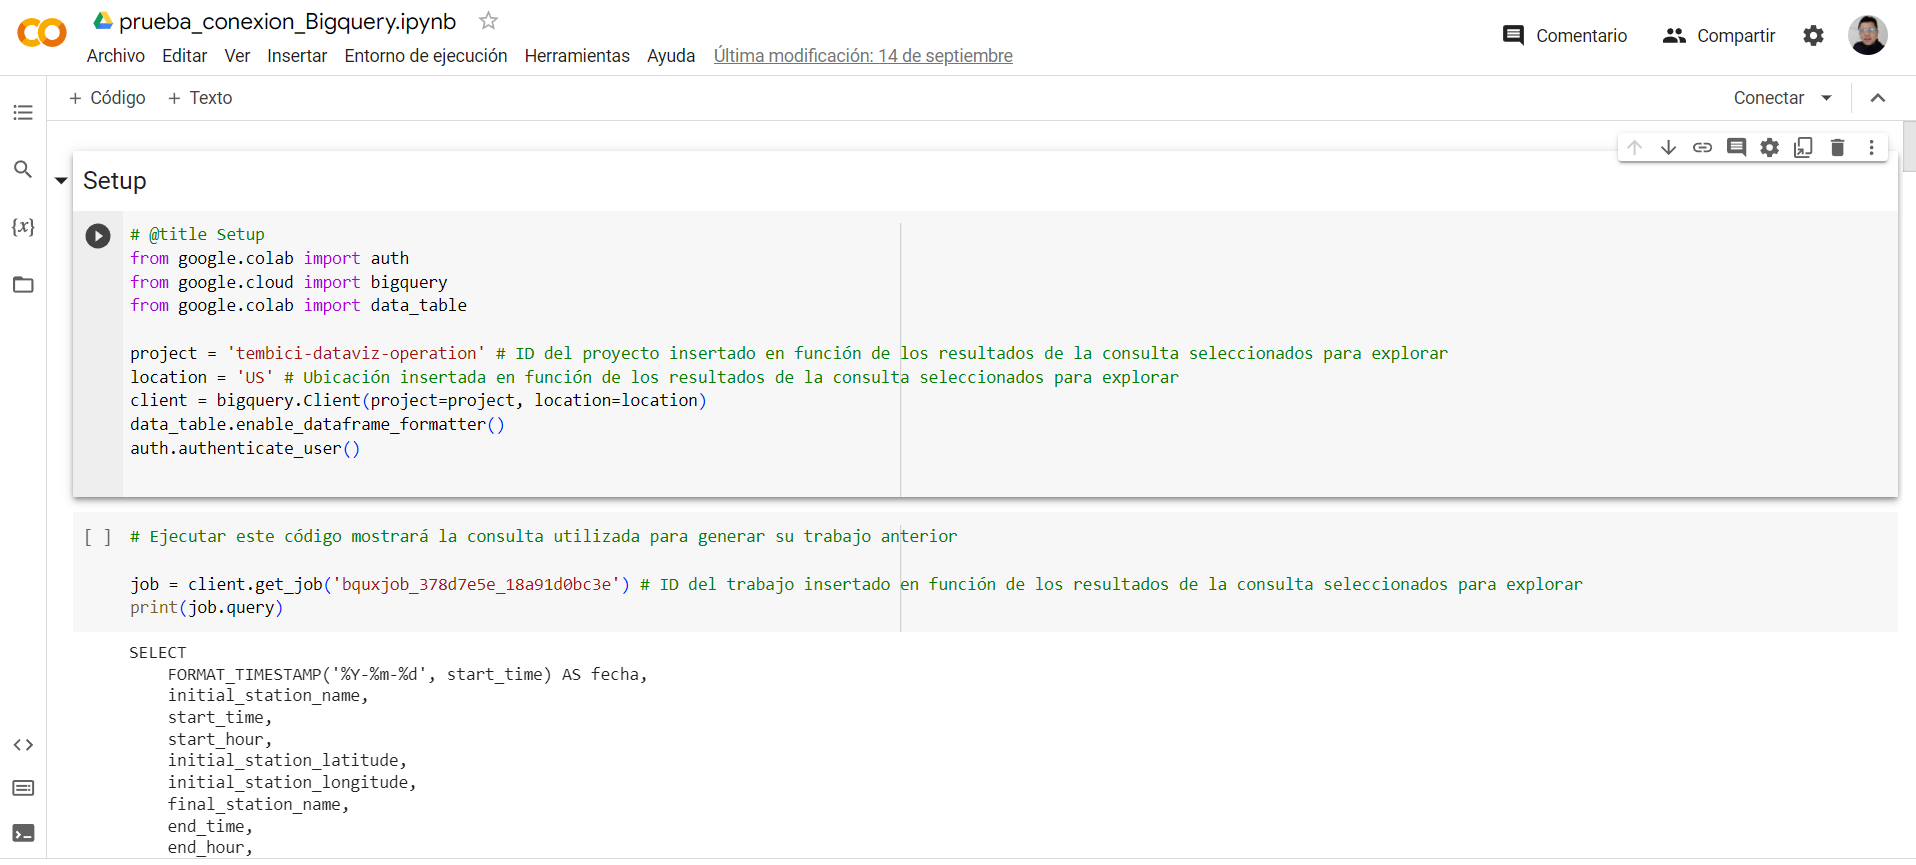 prueba_conexion_Bigquery.ipynb
Archivo Editar Ver Insertar Entorno de ejecución Herramientas Ayuda Última modificación: 14 de septiembre
Comentario Compartir
+ Código + Texto
Conectar
Setup
# @title Setup
from google.colab import auth
from google.cloud import bigquery
from google.colab import data_table
project = 'tembici-dataviz-operation' # ID del proyecto insertado en función de los resultados de la consulta seleccionados para explorar
location = 'US' # Ubicación insertada en función de los resultados de la consulta seleccionados para explorar
client = bigquery.Client(project=project, location=location)
data_table.enable_dataframe_formatter()
auth.authenticate_user()
[ ] # Ejecutar este código mostrará la consulta utilizada para generar su trabajo anterior
job = client.get_job('bquxjob_378d7e5e_18a91d0bc3e') # ID del trabajo insertado en función de los resultados de la consulta seleccionados para explorar
print(job.query)
SELECT
FORMAT_TIMESTAMP('%Y-%m-%d', start_time) AS fecha,
initial_station_name,
start_time,
start_hour,
initial_station_latitude,
initial_station_longitude,
final_station_name,
end_time,
end_hour,